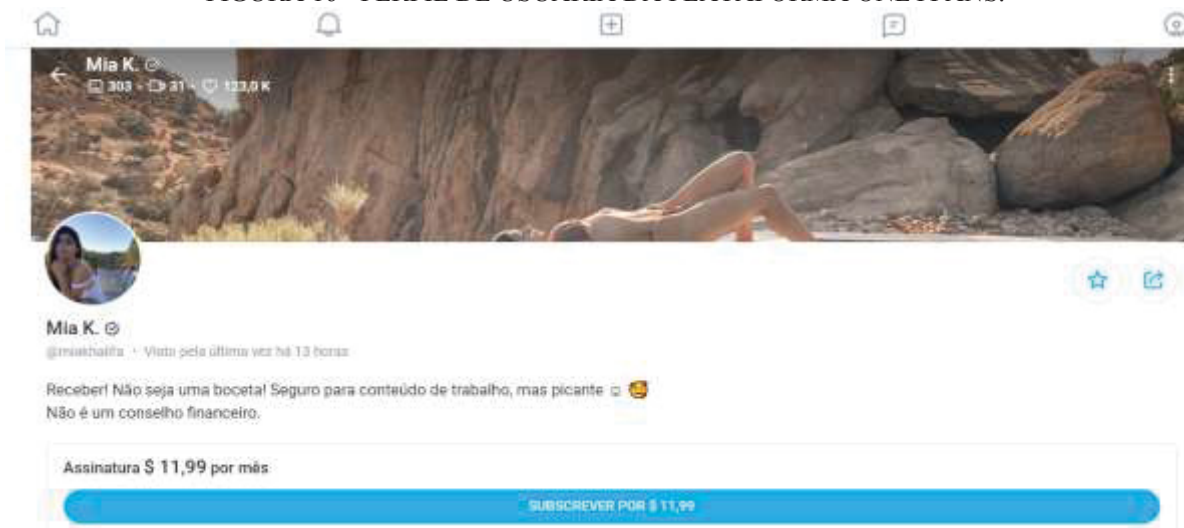 Mia K.
303 - 31 - 123,0 K
Mia K.
@miakhalifa • Visto pela última vez há 13 horas
Receber! Não seja uma boceta! Seguro para conteúdo de trabalho, mas picante
Não é um conselho financeiro.
Assinatura $ 11,99 por mês
SUBSCREVER POR $ 11,99